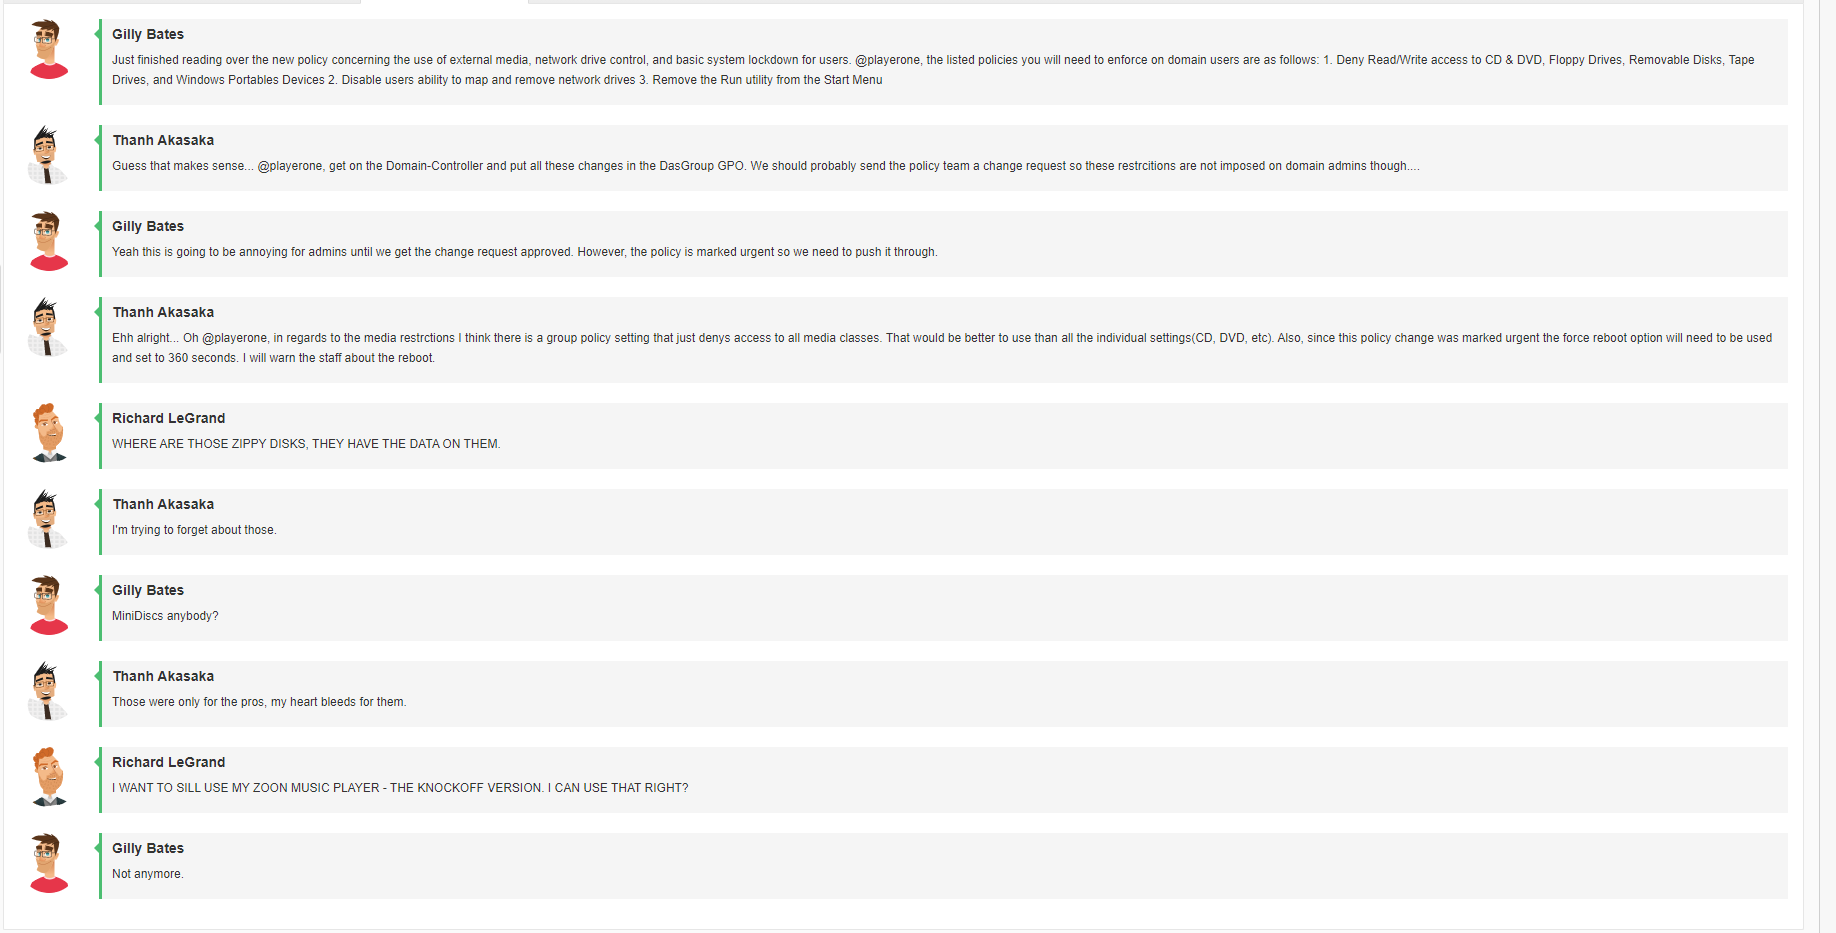 Gilly Bates
Just finished reading over the new policy concerning the use of external media, network drive control, and basic system lockdown for users. @playerone, the listed policies you will need to enforce on domain users are as follows: 1. Deny Read/Write access to CD & DVD, Floppy Drives, Removable Disks, Tape
Drives, and Windows Portables Devices 2. Disable users ability to map and remove network drives 3. Remove the Run utility from the Start Menu
Thanh Akasaka
Guess that makes sense... @playerone, get on the Domain-Controller and put all these changes in the DasGroup GPO. We should probably send the policy team a change request so these restrcitions are not imposed on domain admins though....
Gilly Bates
Yeah this is going to be annoying for admins until we get the change request approved. However, the policy is marked urgent so we need to push it through.
Thanh Akasaka
Ehh alright... Oh @playerone, in regards to the media restrctions I think there is a group policy setting that just denys access to all media classes. That would be better to use than all the individual settings(CD, DVD, etc). Also, since this policy change was marked urgent the force reboot option will need to be used
and set to 360 seconds. I will warn the staff about the reboot.
Richard LeGrand
WHERE ARE THOSE ZIPPY DISKS, THEY HAVE THE DATA ON THEM.
Thanh Akasaka
I'm trying to forget about those.
Gilly Bates
MiniDiscs anybody?
Thanh Akasaka
Those were only for the pros, my heart bleeds for them.
Richard LeGrand
I WANT TO SILL USE MY ZOON MUSIC PLAYER - THE KNOCKOFF VERSION. I CAN USE THAT RIGHT?
Gilly Bates
Not anymore.